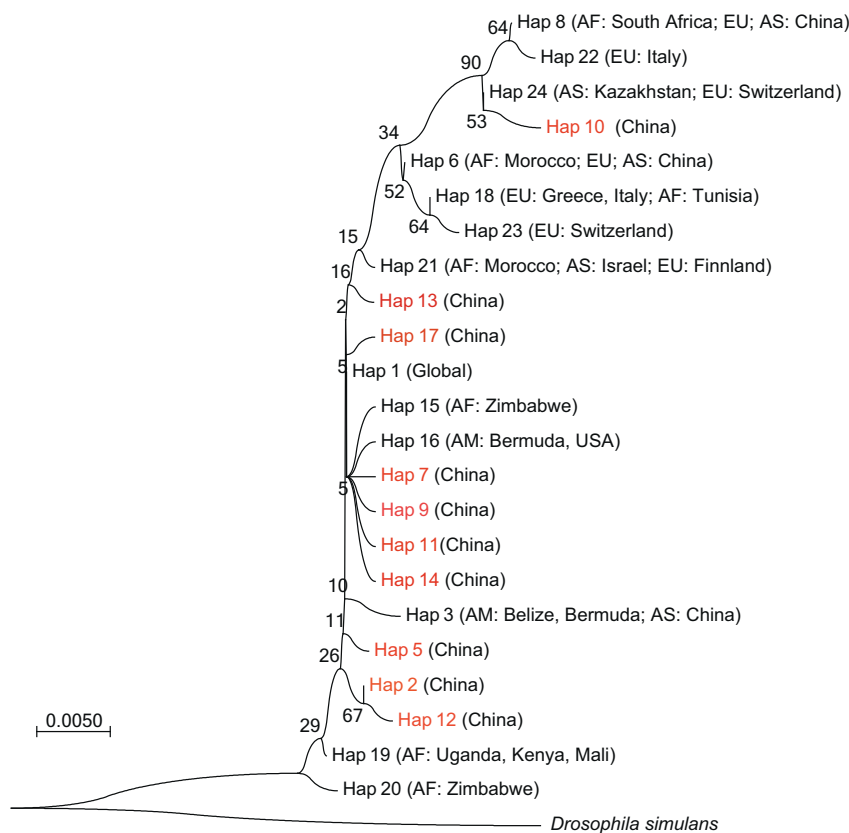 Hap 8 (AF: South Africa; EU; AS: China)
64
Hap 22 (EU: Italy)
90
Hap 24 (AS: Kazakhstan; EU: Switzerland)
53
Hap 10 (China)
34
Hap 6 (AF: Morocco; EU; AS: China)
52
Hap 18 (EU: Greece, Italy; AF: Tunisia)
64
Hap 23 (EU: Switzerland)
15
Hap 21 (AF: Morocco; AS: Israel; EU: Finnland)
16
Hap 13 (China)
2
Hap 17 (China)
5
Hap 1 (Global)
Hap 15 (AF: Zimbabwe)
Hap 16 (AM: Bermuda, USA)
Hap 7 (China)
5
Hap 9 (China)
Hap 11(China)
Hap 14 (China)
10
Hap 3 (AM: Belize, Bermuda; AS: China)
11
Hap 5 (China)
26
Hap 2 (China)
67
Hap 12 (China)
0.0050
29
Hap 19 (AF: Uganda, Kenya, Mali)
Hap 20 (AF: Zimbabwe)
Drosophila simulans